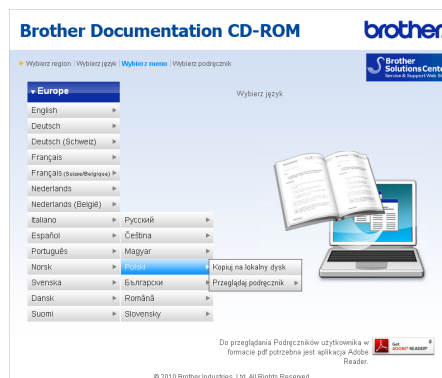 Brother Documentation CD-ROM
brother
Wybierz region | Wybierz język | Wybierz menu | Wybierz podręcznik
Brother
Solutions Center
Service & Support Web Site
Europe
Wybierz język
English
Deutsch
Deutsch (Schweiz)
Français
Français (Suisse/Belgique)
Nederlands
Nederlands (België)
Italiano
Русский
Español
Čeština
Português
Magyar
Norsk
Polski
Kopiuj na lokalny dysk
Svenska
Български
Przeglądaj podręcznik
Dansk
Română
Suomi
Slovensky
Do przeglądania Podręczników użytkownika w
formacie pdf potrzebna jest aplikacja Adobe
Reader.
Get
ADOBE® READER®
© 2010 Brother Industries, Ltd. All Rights Reserved.